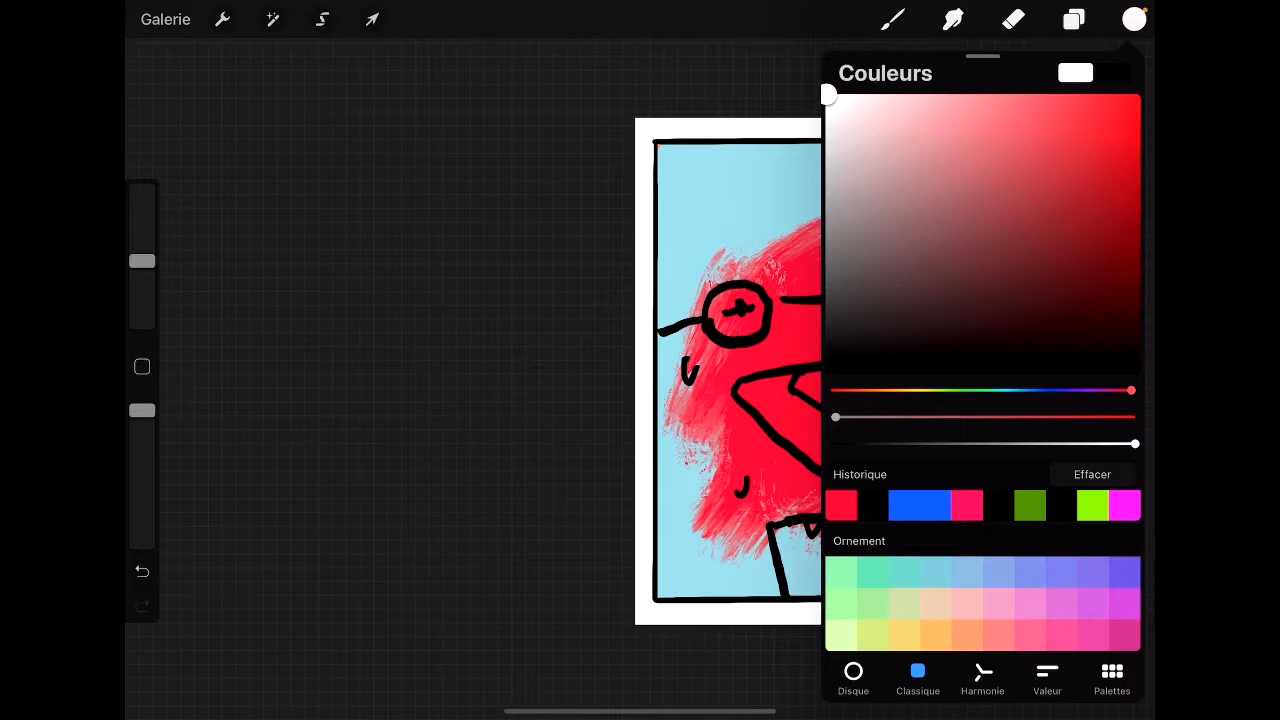 Galerie
Couleurs
Historique
Effacer
Ornement
Disque
Classique
Harmonie
Valeur
Palettes